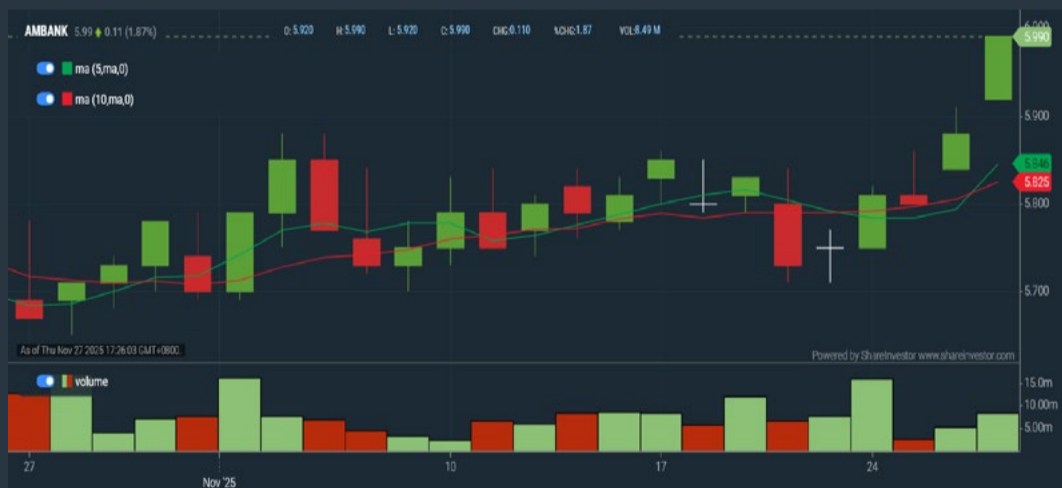 AMBANK 5.99 0.11 (1.87%) O:5.920 H:5.990 L:5.920 C:5.990 CHG:0.110 %CHG:1.87 VOL:8.49 M
ma (5,ma,0)
ma (10,ma,0)
6.000
5.990
5.900
5.846
5.825
5.800
5.700
As of Thu Nov 27 2025 17:26:03 GMT+0800.
Powered by ShareInvestor www.shareinvestor.com
volume
15.0m
10.00m
5.00m
27 10 17 24
Nov '25